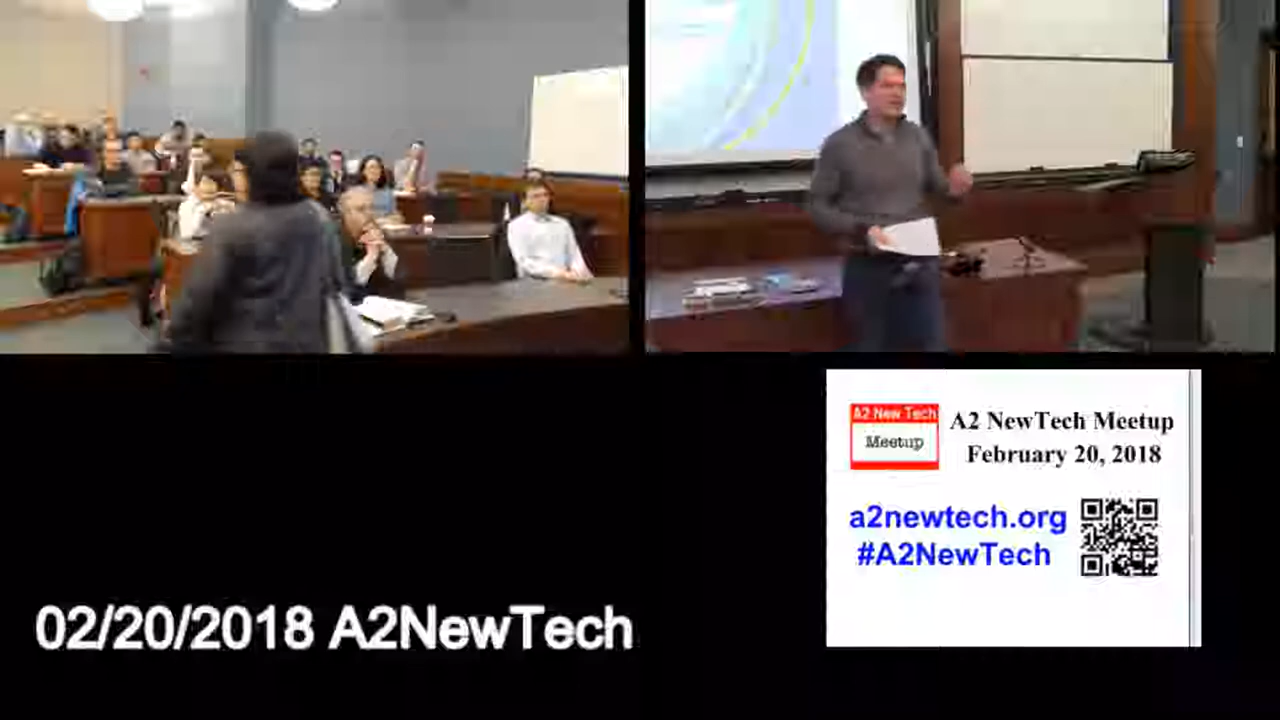 A2 New Tech
Meetup
A2 NewTech Meetup
February 20, 2018
a2newtech.org
#A2NewTech
02/20/2018 A2NewTech